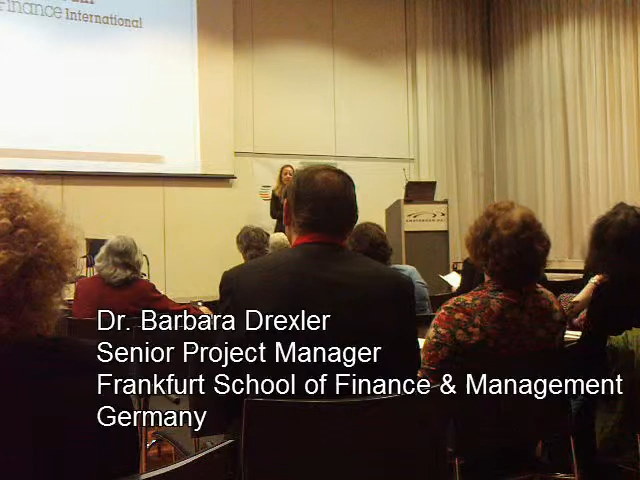 Finance International
Dr. Barbara Drexler
Senior Project Manager
Frankfurt School of Finance & Management
Germany